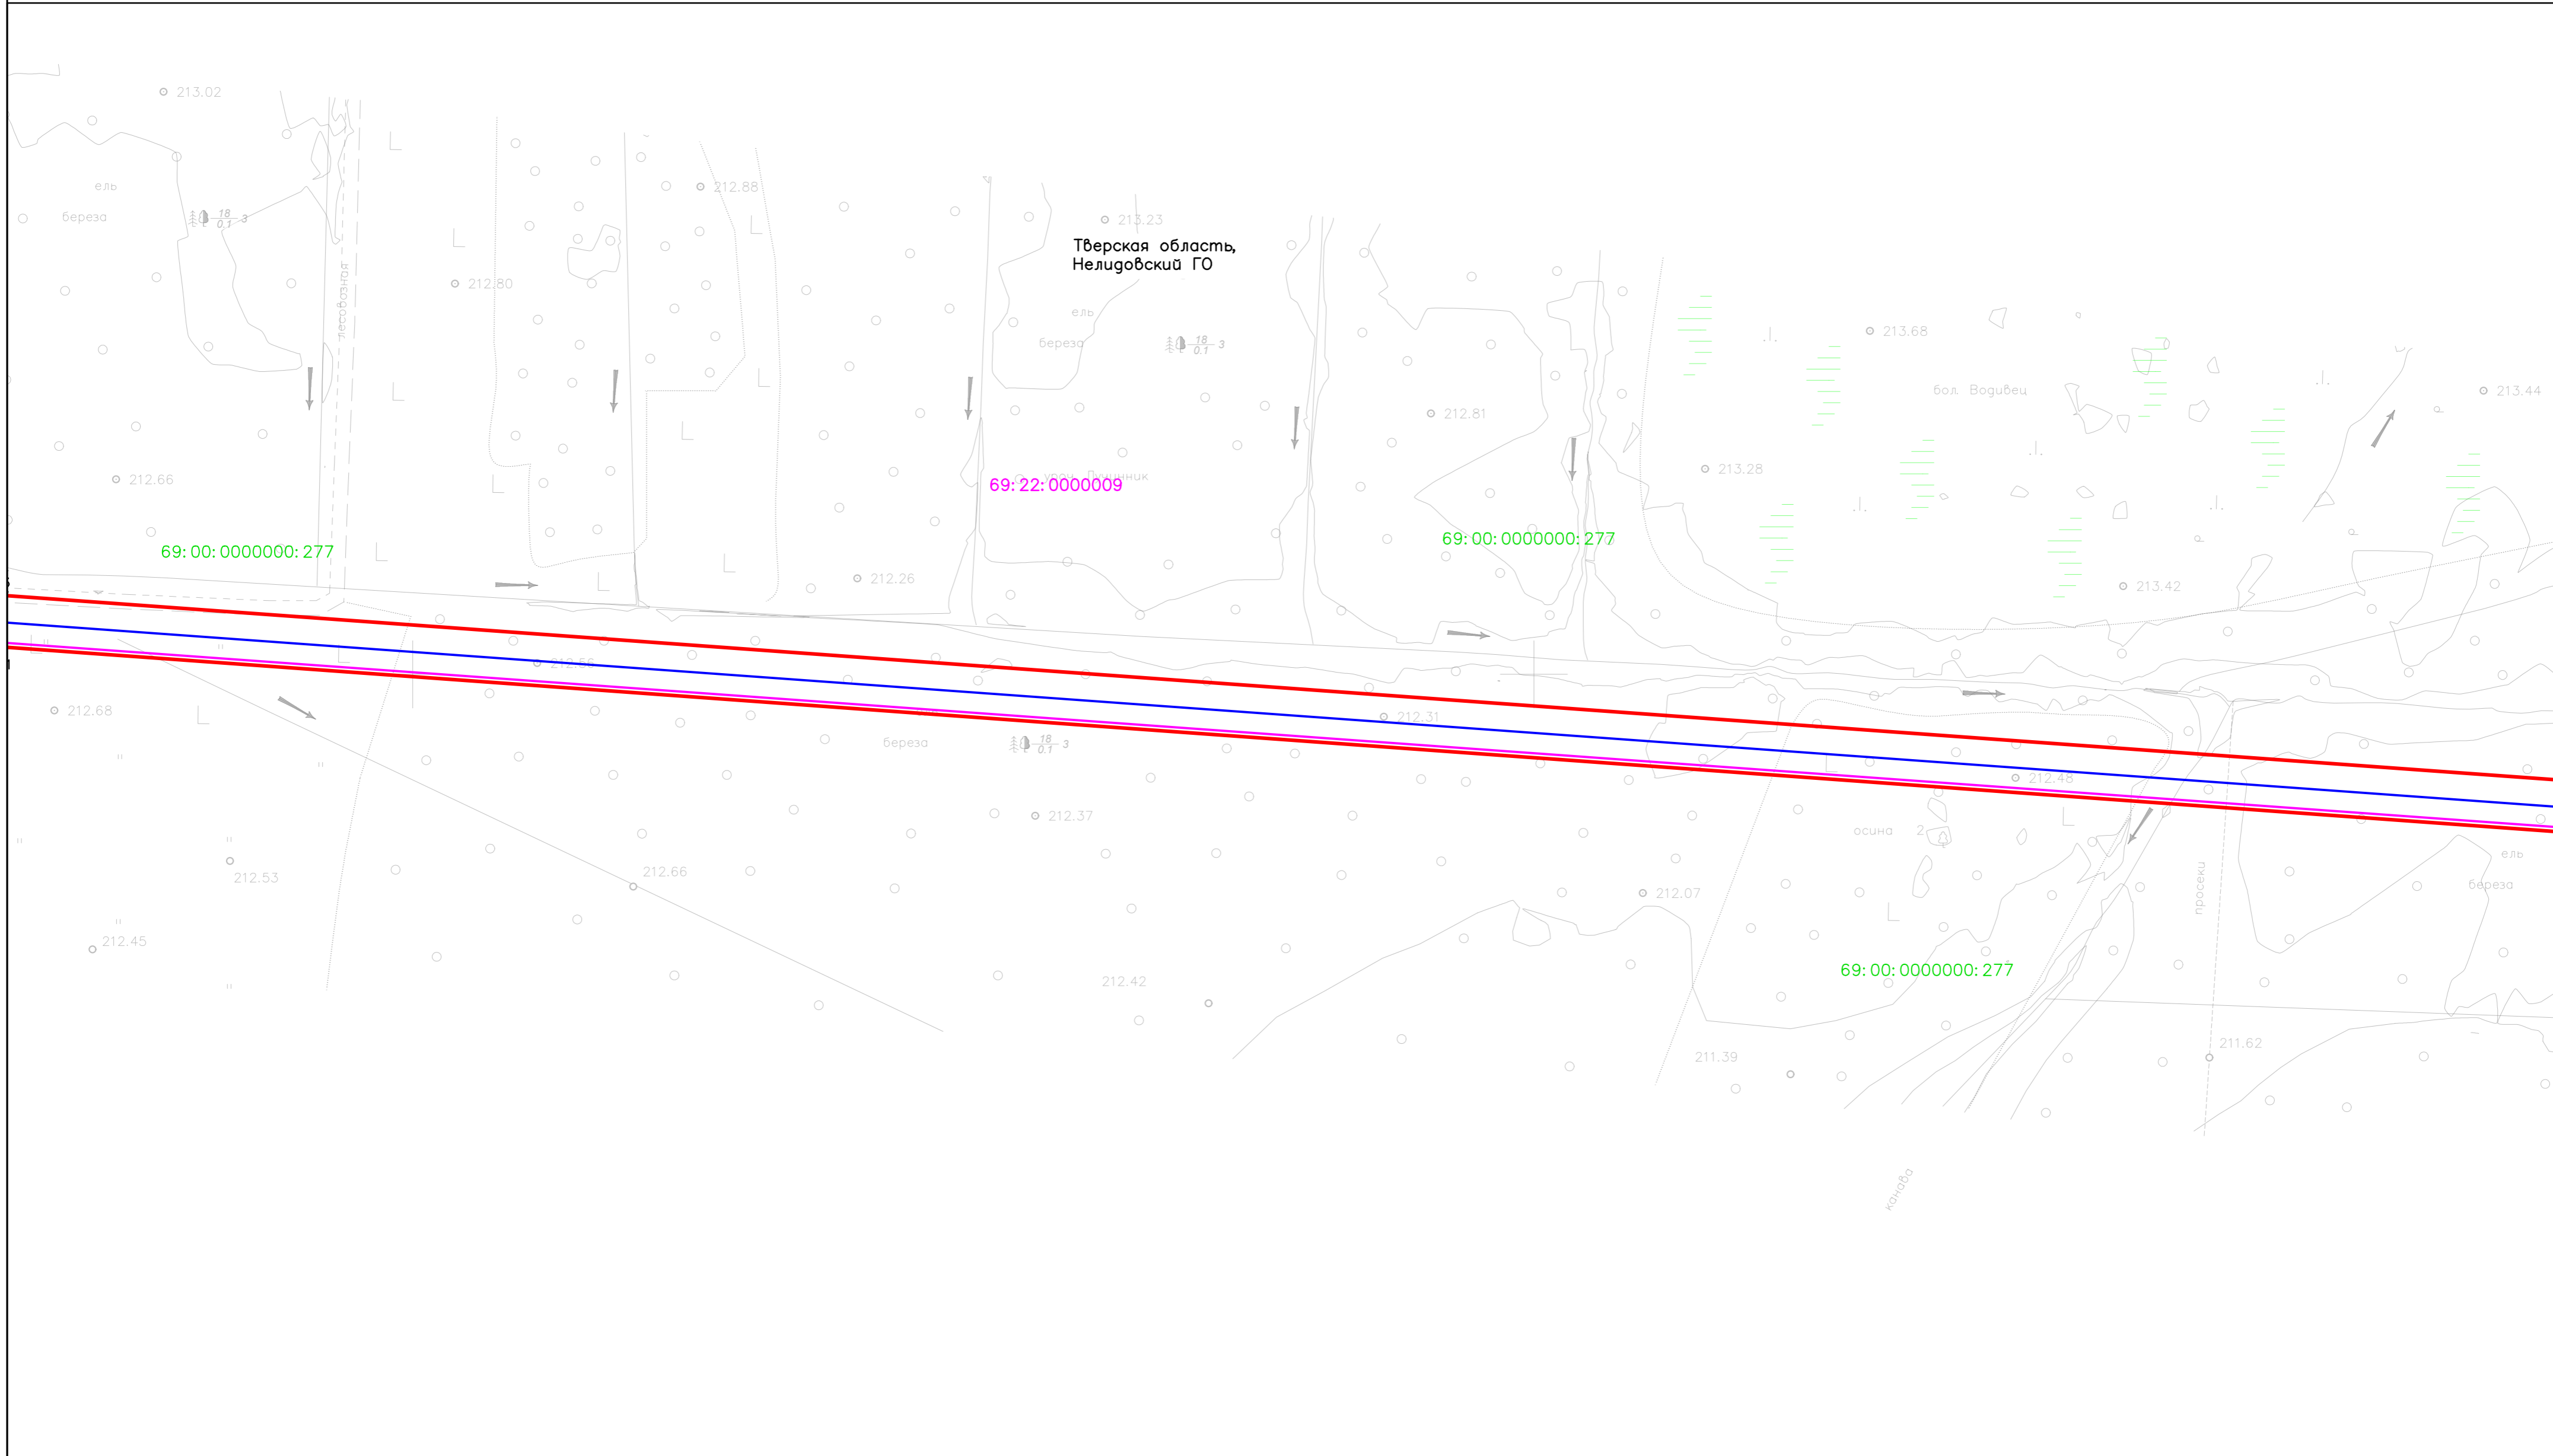 213.02
ель
береза
18
0.1
3
лесовозная
212.88
212.80
213.23
Тверская область,
Нелидовский ГО
ель
береза
18
0.1
3
213.68
бол. Водивец
213.44
212.81
213.28
212.66
69:22:0000009
69:00:0000000:277
69:00:0000000:277
212.26
213.42
212.68
212.31
береза
18
0.1
3
212.48
212.37
осина 2
ель
береза
просеки
212.53
212.66
212.07
212.45
69:00:0000000:277
212.42
211.39
211.62
канава